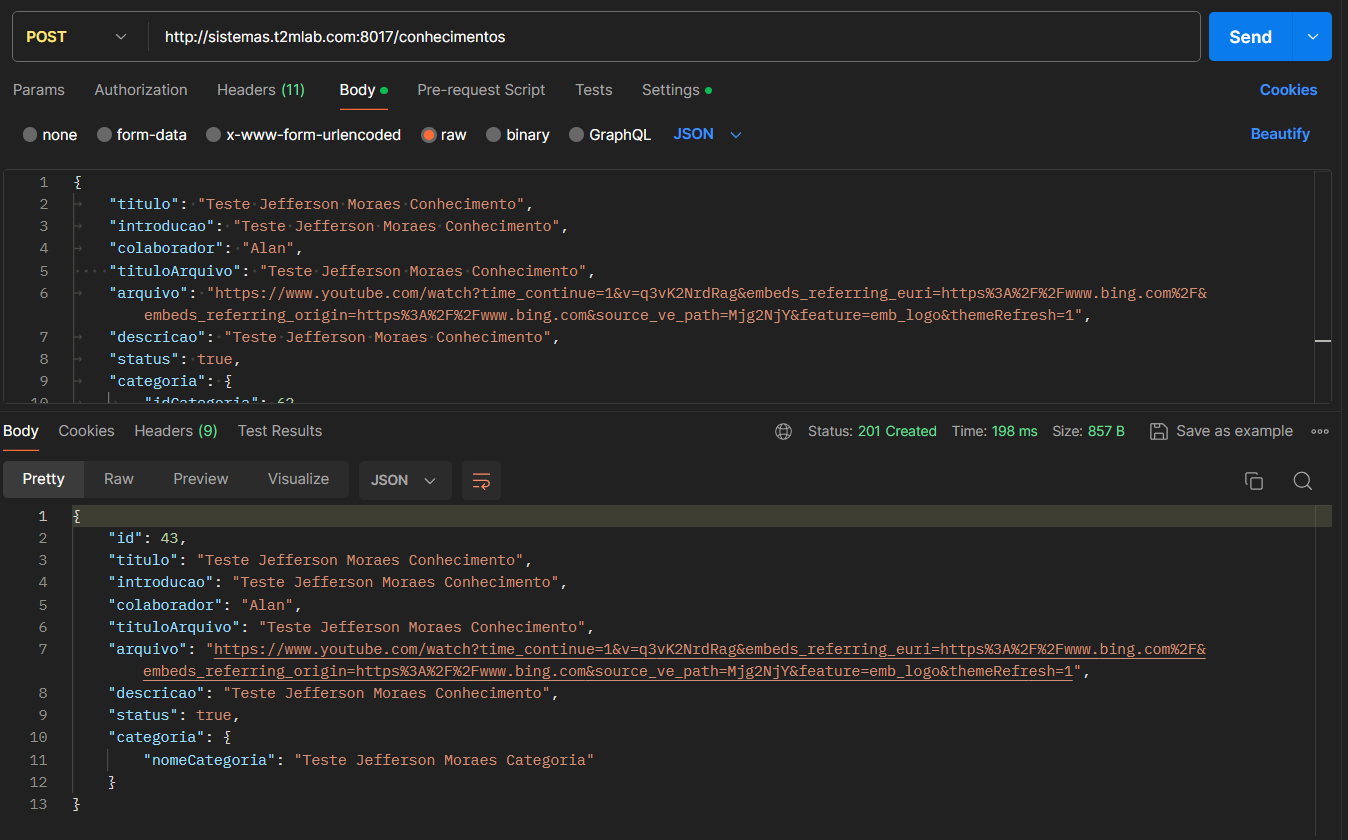 POST http://sistemas.t2mlab.com:8017/conhecimentos Send
Params Authorization Headers (11) Body Pre-request Script Tests Settings Cookies
none form-data x-www-form-urlencoded raw binary GraphQL JSON Beautify
1 {
2 "titulo": "Teste Jefferson Moraes Conhecimento",
3 "introducao": "Teste Jefferson Moraes Conhecimento",
4 "colaborador": "Alan",
5 "tituloArquivo": "Teste Jefferson Moraes Conhecimento",
6 "arquivo": "https://www.youtube.com/watch?time_continue=1&v=q3vK2NrdRag&embeds_referring_euri=https%3A%2F%2Fwww.bing.com%2F&
embeds_referring_origin=https%3A%2F%2Fwww.bing.com&source_ve_path=Mjg2NjY&feature=emb_logo&themeRefresh=1",
7 "descricao": "Teste Jefferson Moraes Conhecimento",
8 "status": true,
9 "categoria": {
10 "idCategoria": 62
Body Cookies Headers (9) Test Results Status: 201 Created Time: 198 ms Size: 857 B Save as example
Pretty Raw Preview Visualize JSON
1 {
2 "id": 43,
3 "titulo": "Teste Jefferson Moraes Conhecimento",
4 "introducao": "Teste Jefferson Moraes Conhecimento",
5 "colaborador": "Alan",
6 "tituloArquivo": "Teste Jefferson Moraes Conhecimento",
7 "arquivo": "https://www.youtube.com/watch?time_continue=1&v=q3vK2NrdRag&embeds_referring_euri=https%3A%2F%2Fwww.bing.com%2F&
embeds_referring_origin=https%3A%2F%2Fwww.bing.com&source_ve_path=Mjg2NjY&feature=emb_logo&themeRefresh=1",
8 "descricao": "Teste Jefferson Moraes Conhecimento",
9 "status": true,
10 "categoria": {
11 "nomeCategoria": "Teste Jefferson Moraes Categoria"
12 }
13 }